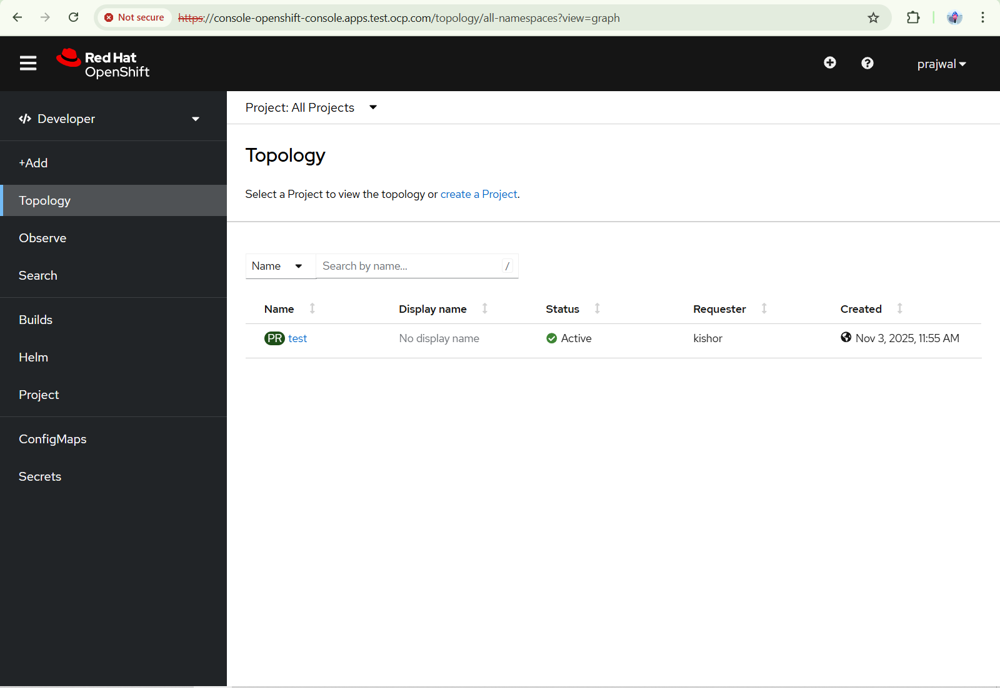 Not secure https://console-openshift-console.apps.test.ocp.com/topology/all-namespaces?view=graph
Red Hat
OpenShift
prajwal
Developer
+Add
Topology
Observe
Search
Builds
Helm
Project
ConfigMaps
Secrets
Project: All Projects
Topology
Select a Project to view the topology or create a Project.
Name Search by name... /
Name Display name Status Requester Created
PR test No display name Active kishor Nov 3, 2025, 11:55 AM